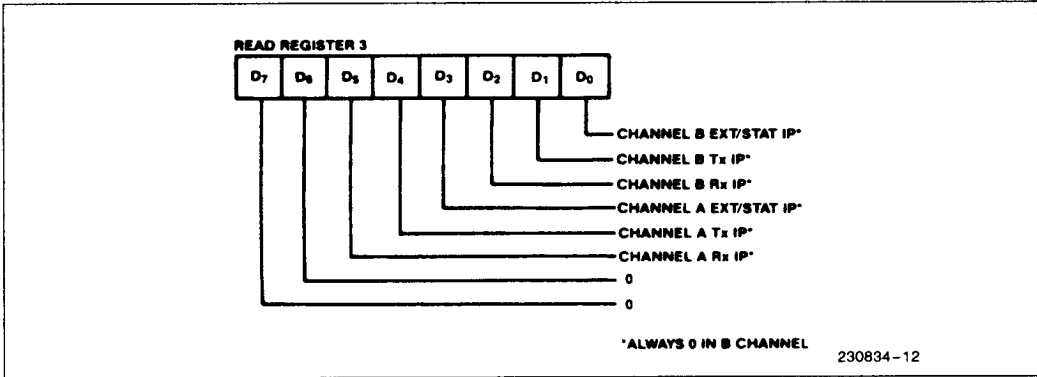 READ REGISTER 3
D7 D6 D5 D4 D3 D2 D1 D0
CHANNEL B EXT/STAT IP*
CHANNEL B Tx IP*
CHANNEL B Rx IP*
CHANNEL A EXT/STAT IP*
CHANNEL A Tx IP*
CHANNEL A Rx IP*
0
0
*ALWAYS 0 IN B CHANNEL
230834-12